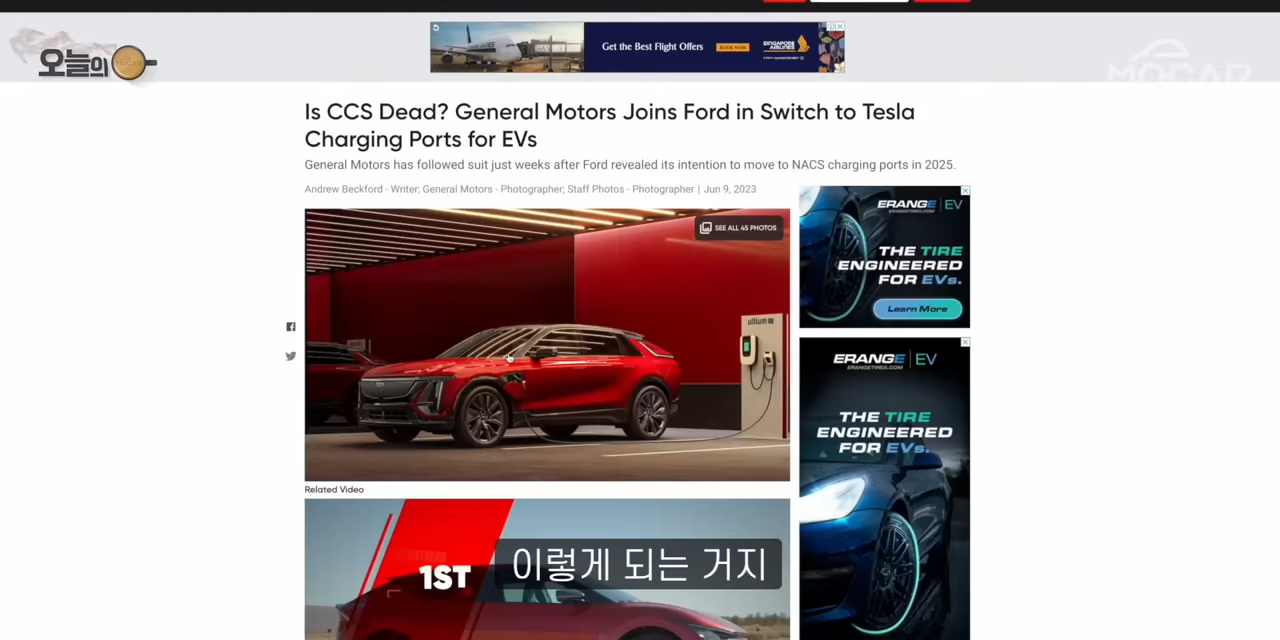 오늘의
Get the Best Flight Offers
BOOK NOW
SINGAPORE
AIRLINES
MOCAR
Is CCS Dead? General Motors Joins Ford in Switch to Tesla
Charging Ports for EVs
General Motors has followed suit just weeks after Ford revealed its intention to move to NACS charging ports in 2025.
Andrew Beckford - Writer; General Motors - Photographer; Staff Photos - Photographer | Jun 9, 2023
SEE ALL 45 PHOTOS
ultium
ERANGE | EV
ERANGETIRES.COM
THE TIRE
ENGINEERED
FOR EVs.
Learn More
ERANGE | EV
ERANGETIRES.COM
THE TIRE
ENGINEERED
FOR EVs.
Related Video
1ST
이렇게 되는 거지